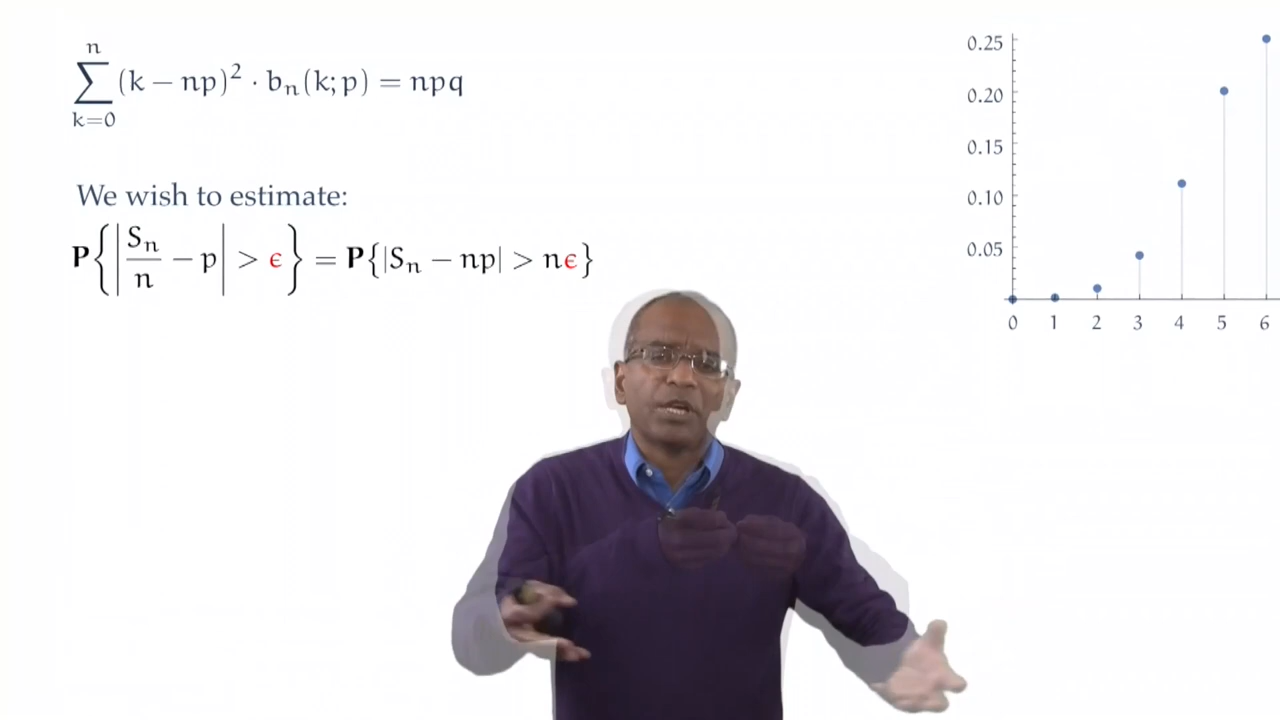 n
∑ (k − np)² · bₙ(k; p) = npq
k=0
We wish to estimate:
P{|Sₙ/n − p| > ϵ} = P{|Sₙ − np| > nϵ}
0.25
0.20
0.15
0.10
0.05
0 1 2 3 4 5 6